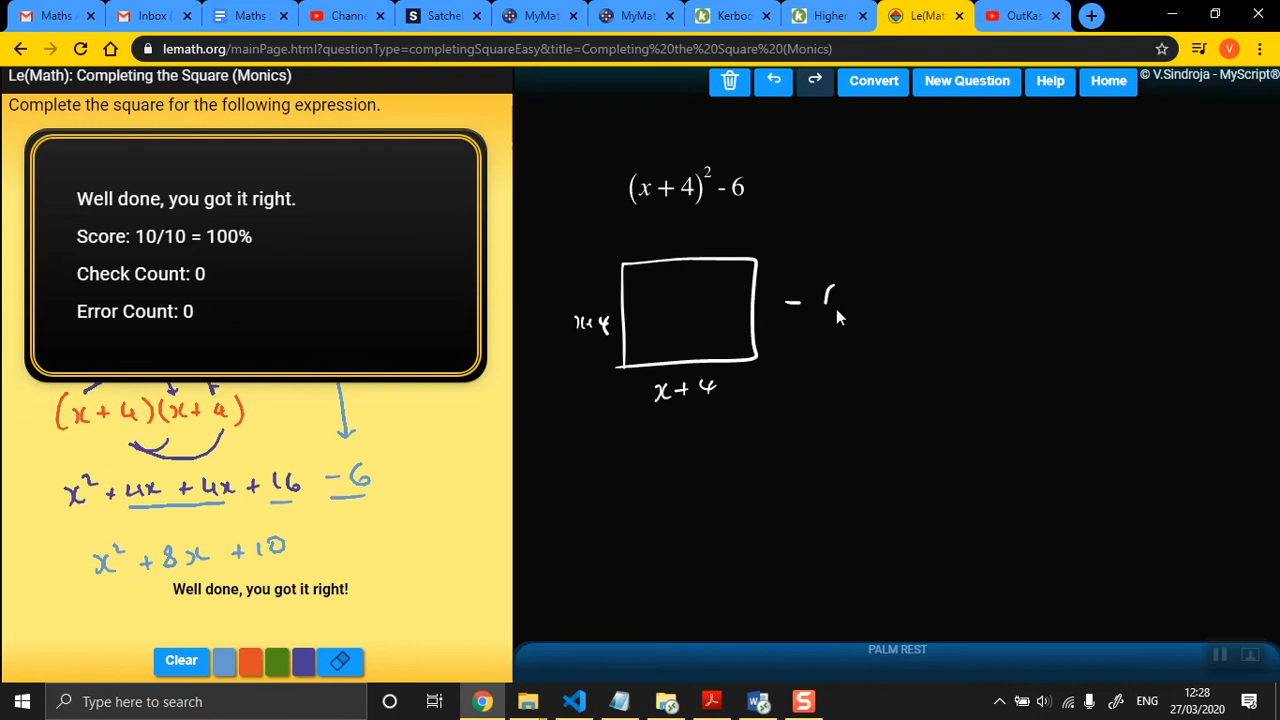 Maths A
Inbox (
Maths I
Channe
Satchel
MyMat
MyMat
Kerboc
Higher
Le(Math
OutKas
lemath.org/mainPage.html?questionType=completingSquareEasy&title=Completing%20the%20Square%20(Monics)
V
Le(Math): Completing the Square (Monics)
Convert
New Question
Help
Home
© V.Sindroja - MyScript®
Complete the square for the following expression.
Well done, you got it right.
Score: 10/10 = 100%
Check Count: 0
Error Count: 0
(x + 4)² - 6
x+4
- 
x + 4
(x + 4)(x + 4)
x² + 4x + 4x + 16 - 6
x² + 8x + 10
Well done, you got it right!
Clear
PALM REST
Type here to search
ENG
12:28
27/03/2020